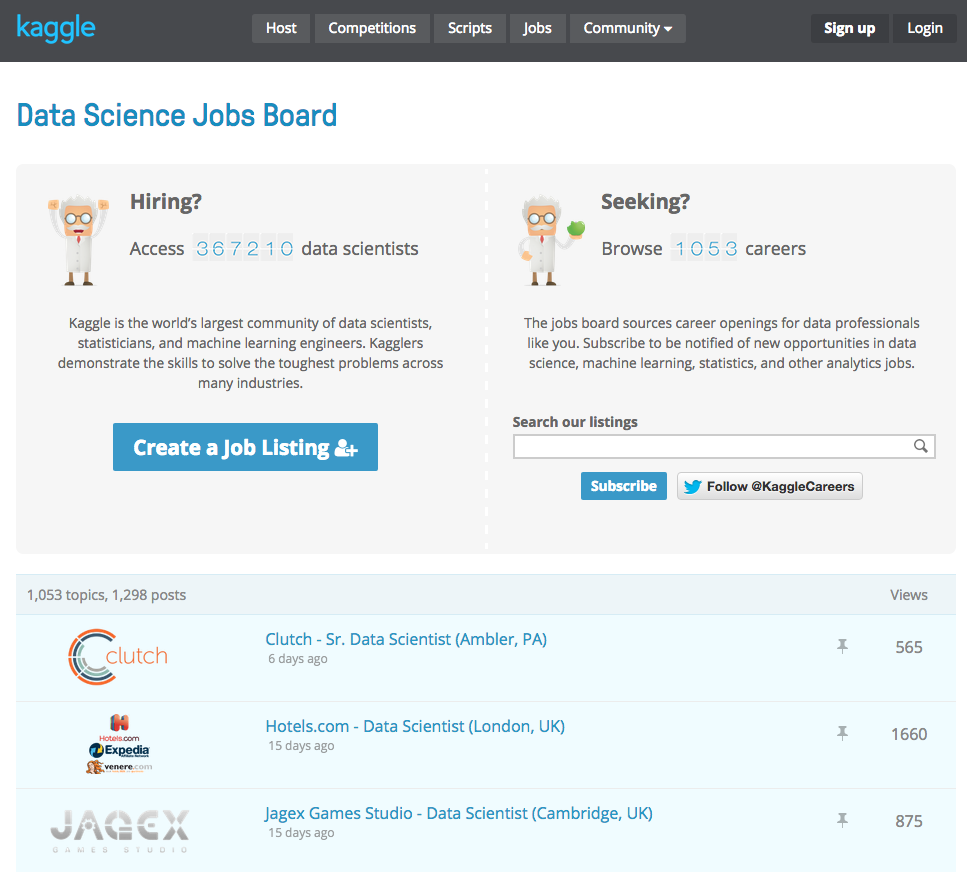 kaggle
Host Competitions Scripts Jobs Community
Sign up Login
Data Science Jobs Board
Hiring?
Access 367210 data scientists
Kaggle is the world's largest community of data scientists,
statisticians, and machine learning engineers. Kagglers
demonstrate the skills to solve the toughest problems across
many industries.
Create a Job Listing
Seeking?
Browse 1053 careers
The jobs board sources career openings for data professionals
like you. Subscribe to be notified of new opportunities in data
science, machine learning, statistics, and other analytics jobs.
Search our listings
Subscribe Follow @KaggleCareers
1,053 topics, 1,298 posts Views
clutch
Clutch - Sr. Data Scientist (Ambler, PA) 565
6 days ago
Hotels.com
Expedia
venere.com
Hotels.com - Data Scientist (London, UK) 1660
15 days ago
JAGEX
GAMES STUDIO
Jagex Games Studio - Data Scientist (Cambridge, UK) 875
15 days ago